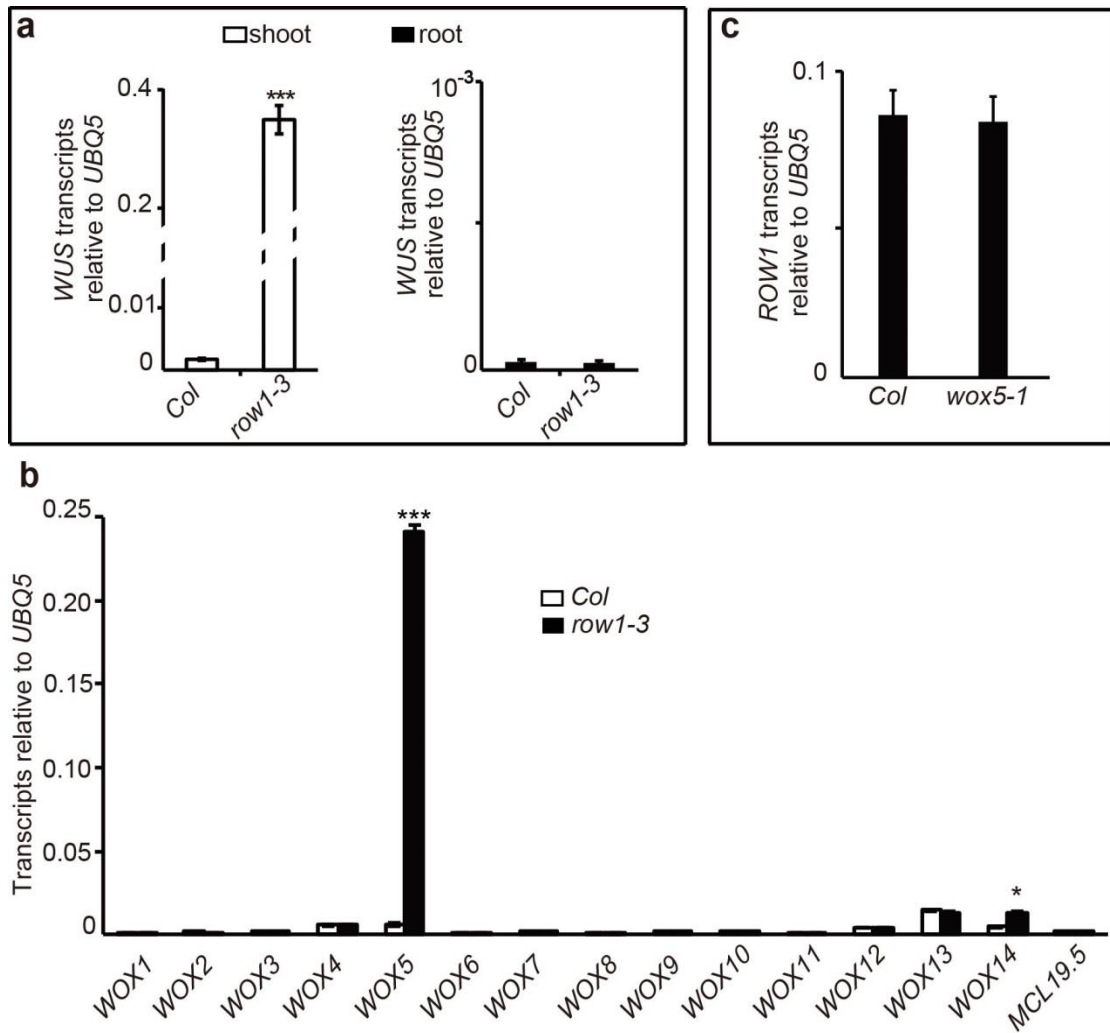 a
shoot
root
WUS transcripts
relative to UBQ5
0.4
0.2
0.01
0
***
Col
row1-3
WUS transcripts
relative to UBQ5
10-3
0
Col
row1-3
c
ROW1 transcripts
relative to UBQ5
0.1
0
Col
wox5-1
b
Transcripts relative to UBQ5
0.25
0.20
0.25
0.10
0.05
0
***
*
Col
row1-3
WOX1
WOX2
WOX3
WOX4
WOX5
WOX6
WOX7
WOX8
WOX9
WOX10
WOX11
WOX12
WOX13
WOX14
MCL19.5